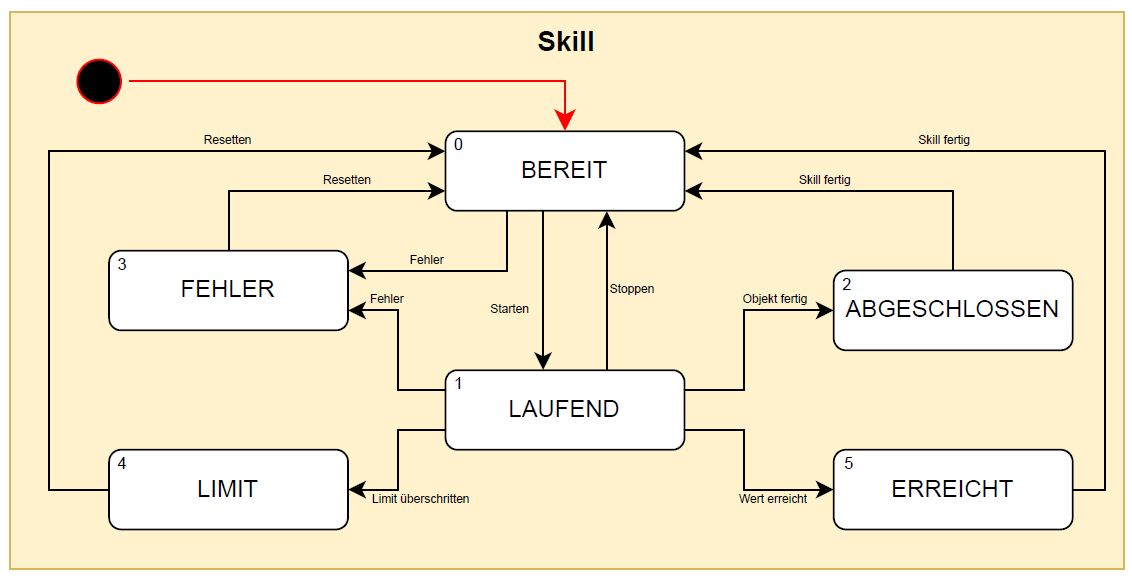 Skill
Resetten
Skill fertig
0
BEREIT
Resetten
Skill fertig
3
FEHLER
Fehler
Fehler
Starten
Stoppen
Objekt fertig
2
ABGESCHLOSSEN
1
LAUFEND
4
LIMIT
Limit überschritten
Wert erreicht
5
ERREICHT